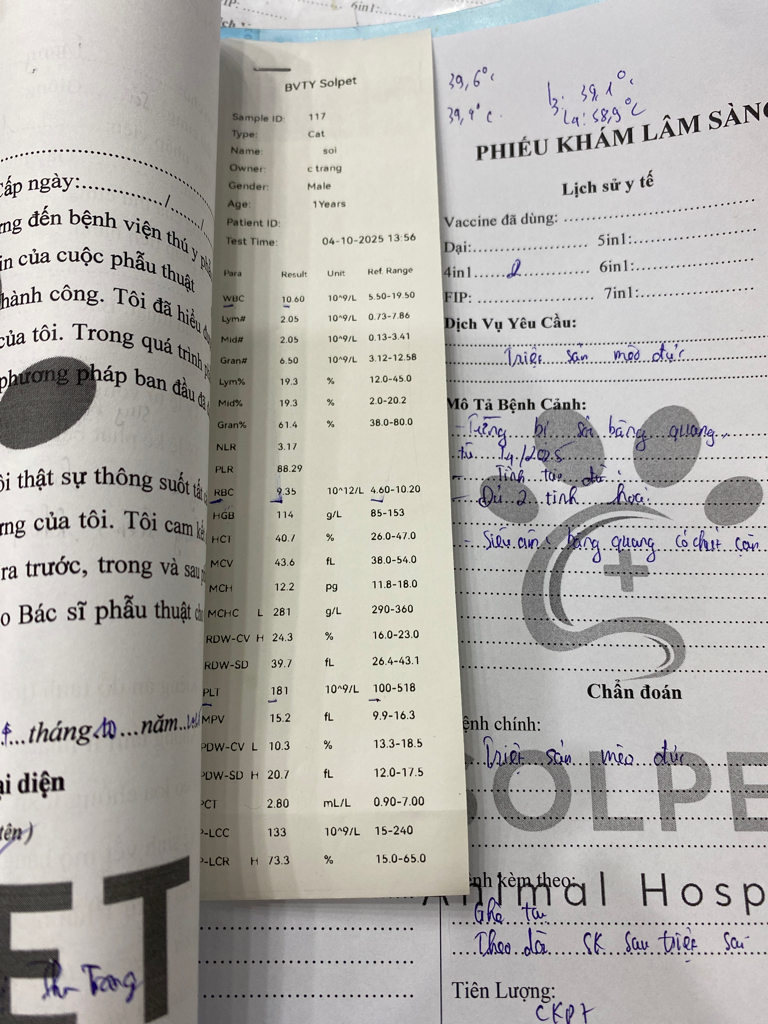 6in1:
Cấp ngày:........../....../
ng đến bệnh viện thú y
in của cuộc phẫu thuật
hành công. Tôi đã hiểu
của tôi. Trong quá trình
phương pháp ban đầu đã
ôi thật sự thông suốt tất
ng của tôi. Tôi cam kết
ra trước, trong và sau
o Bác sĩ phẫu thuật
tháng 10 ...năm...
ại diện
tên)
ET
Trang
BVTY Solpet
Sample ID: 117
Type: Cat
Name: soi
Owner: c trang
Gender: Male
Age: 1Years
Patient ID:
Test Time: 04-10-2025 13:56
Para Result Unit Ref. Range
WBC 10.60 10^9/L 5.50-19.50
Lym# 2.05 10^9/L 0.73-7.86
Mid# 2.05 10^9/L 0.13-3.41
Gran# 6.50 10^9/L 3.12-12.58
Lym% 19.3 % 12.0-45.0
Mid% 19.3 % 2.0-20.2
Gran% 61.4 % 38.0-80.0
NLR 3.17
PLR 88.29
RBC 9.35 10^12/L 4.60-10.20
HGB 114 g/L 85-153
HCT 40.7 % 26.0-47.0
MCV 43.6 fL 38.0-54.0
MCH 12.2 pg 11.8-18.0
MCHC L 281 g/L 290-360
RDW-CV H 24.3 % 16.0-23.0
RDW-SD 39.7 fL 26.4-43.1
PLT 181 10^9/L 100-518
MPV 15.2 fL 9.9-16.3
PDW-CV L 10.3 % 13.3-18.5
PDW-SD H 20.7 fL 12.0-17.5
PCT 2.80 mL/L 0.90-7.00
P-LCC 133 10^9/L 15-240
P-LCR H 73.3 % 15.0-65.0
39,6°c
39,4°c
39,1°c
PHIẾU KHÁM LÂM SÀNG
Lịch sử y tế
Vaccine đã dùng:
Dại:.................... 5in1:
4in1......2........ 6in1:
FIP: .................... 7in1:
Dịch Vụ Yêu Cầu:
Triệt sản mèo đực
Mô Tả Bệnh Cảnh:
- Từng bị sỏi bàng quang
từ T4/2025
- Tỉnh táo
- Đủ 2 tinh hoàn
- Siêu âm: bàng quang có chút cặn
Chẩn đoán
ệnh chính:
Triệt sản mèo đực
SOLPE
ệnh kèm theo:
Animal Hosp
Ghẻ tai
Theo dõi SK sau triệt sản
Tiên Lượng: